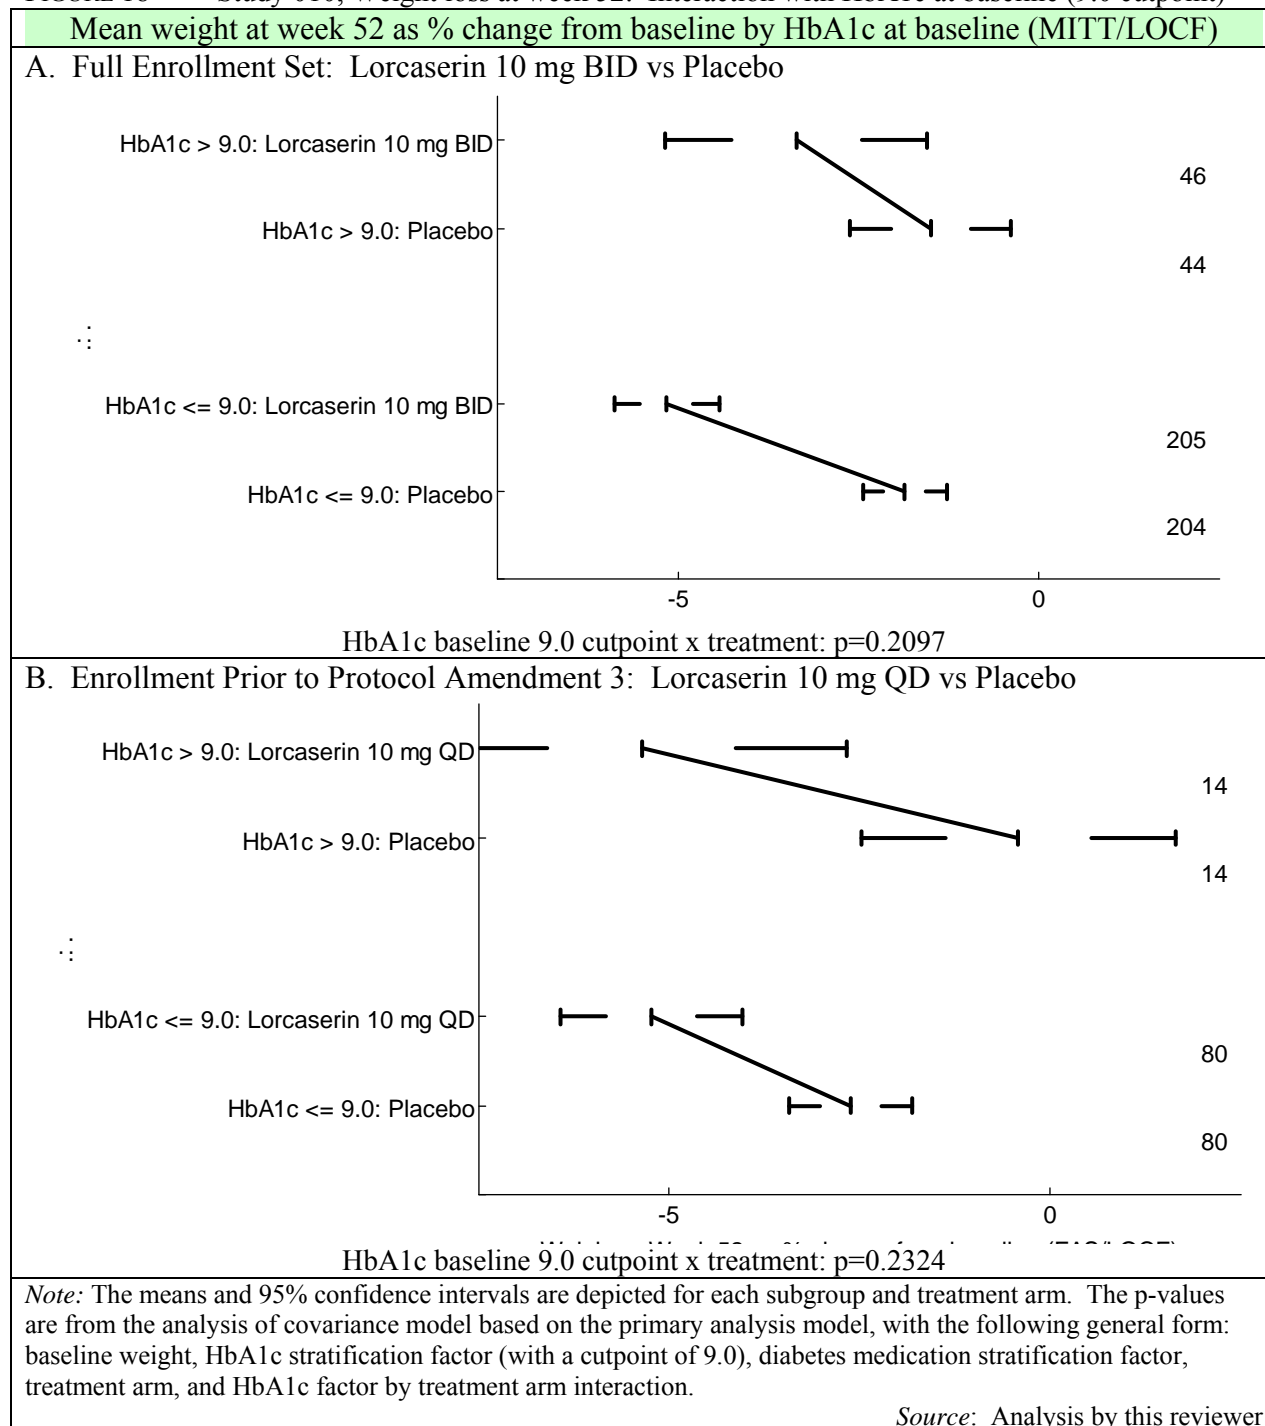 Mean weight at week 52 as % change from baseline by HbA1c at baseline (MITT/LOCF)
A. Full Enrollment Set: Lorcaserin 10 mg BID vs Placebo
HbA1c > 9.0: Lorcaserin 10 mg BID
46
HbA1c > 9.0: Placebo
44
HbA1c <= 9.0: Lorcaserin 10 mg BID
205
HbA1c <= 9.0: Placebo
204
-5 0
HbA1c baseline 9.0 cutpoint x treatment: p=0.2097
B. Enrollment Prior to Protocol Amendment 3: Lorcaserin 10 mg QD vs Placebo
HbA1c > 9.0: Lorcaserin 10 mg QD
14
HbA1c > 9.0: Placebo
14
HbA1c <= 9.0: Lorcaserin 10 mg QD
80
HbA1c <= 9.0: Placebo
80
-5 0
HbA1c baseline 9.0 cutpoint x treatment: p=0.2324
Note: The means and 95% confidence intervals are depicted for each subgroup and treatment arm. The p-values
are from the analysis of covariance model based on the primary analysis model, with the following general form:
baseline weight, HbA1c stratification factor (with a cutpoint of 9.0), diabetes medication stratification factor,
treatment arm, and HbA1c factor by treatment arm interaction.
Source: Analysis by this reviewer